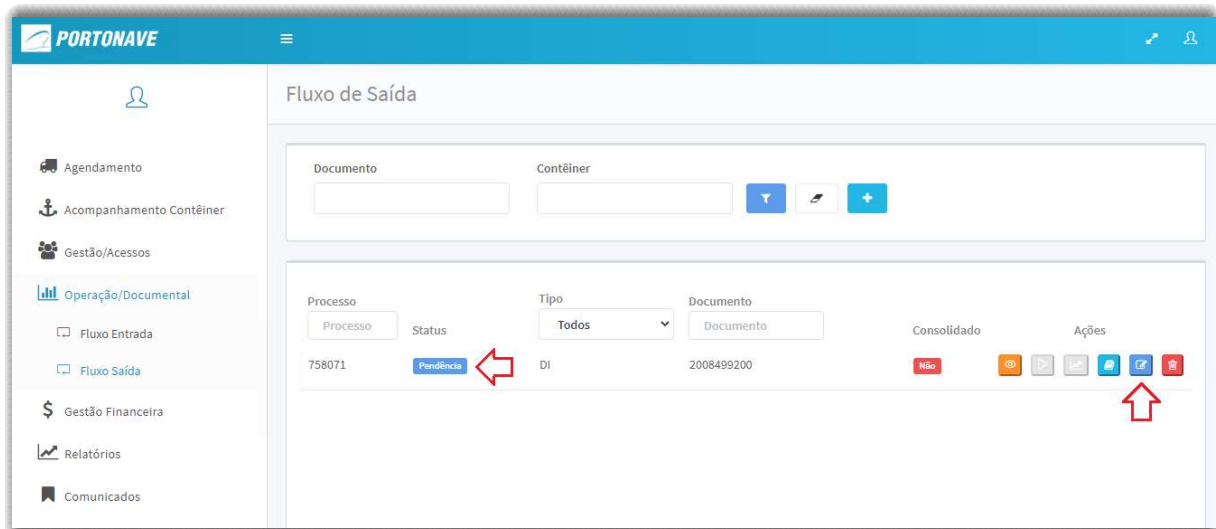 PORTONAVE
Fluxo de Saída
Agendamento
Acompanhamento Contêiner
Gestão/Acessos
Operação/Documental
Fluxo Entrada
Fluxo Saída
Gestão Financeira
Relatórios
Comunicados
Documento Contêiner
Processo Status Tipo Documento Consolidado Ações
Processo Todos Documento
758071 Pendência DI 2008499200 Não